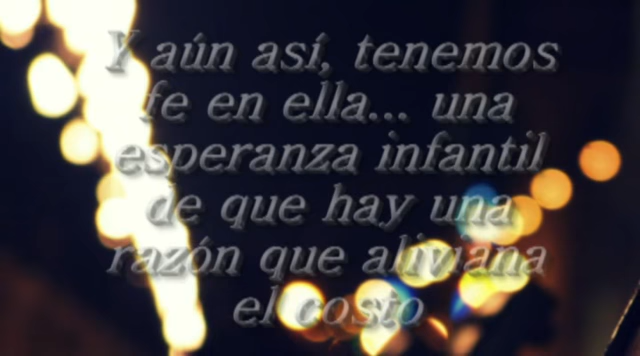 Y aún así, tenemos
fe en ella... una
esperanza infantil
de que hay una
razón que aliviana
el costo